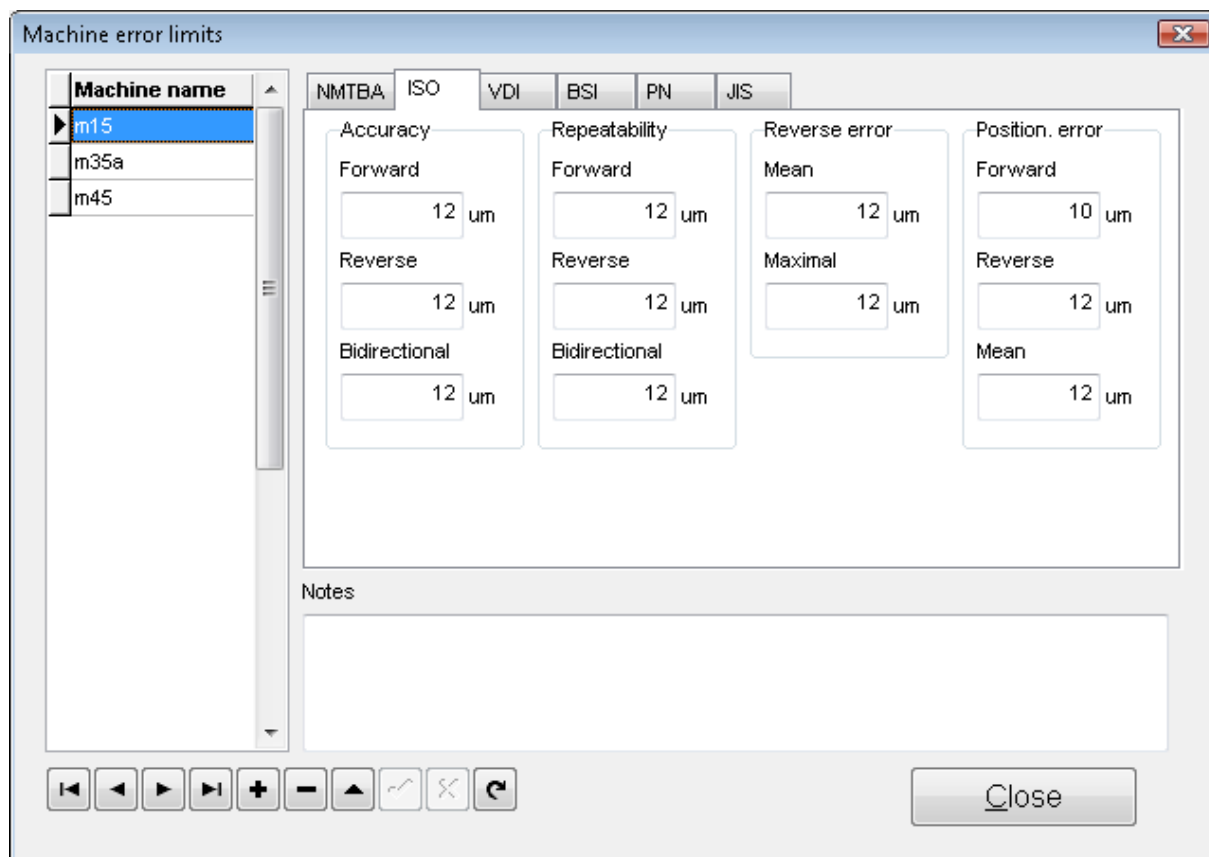 Machine error limits
Machine name
m15
m35a
m45
NMTBA ISO VDI BSI PN JIS
Accuracy Repeatability Reverse error Position. error
Forward Forward Mean Forward
12 um 12 um 12 um 10 um
Reverse Reverse Maximal Reverse
12 um 12 um 12 um 12 um
Bidirectional Bidirectional Mean
12 um 12 um 12 um
Notes
Close